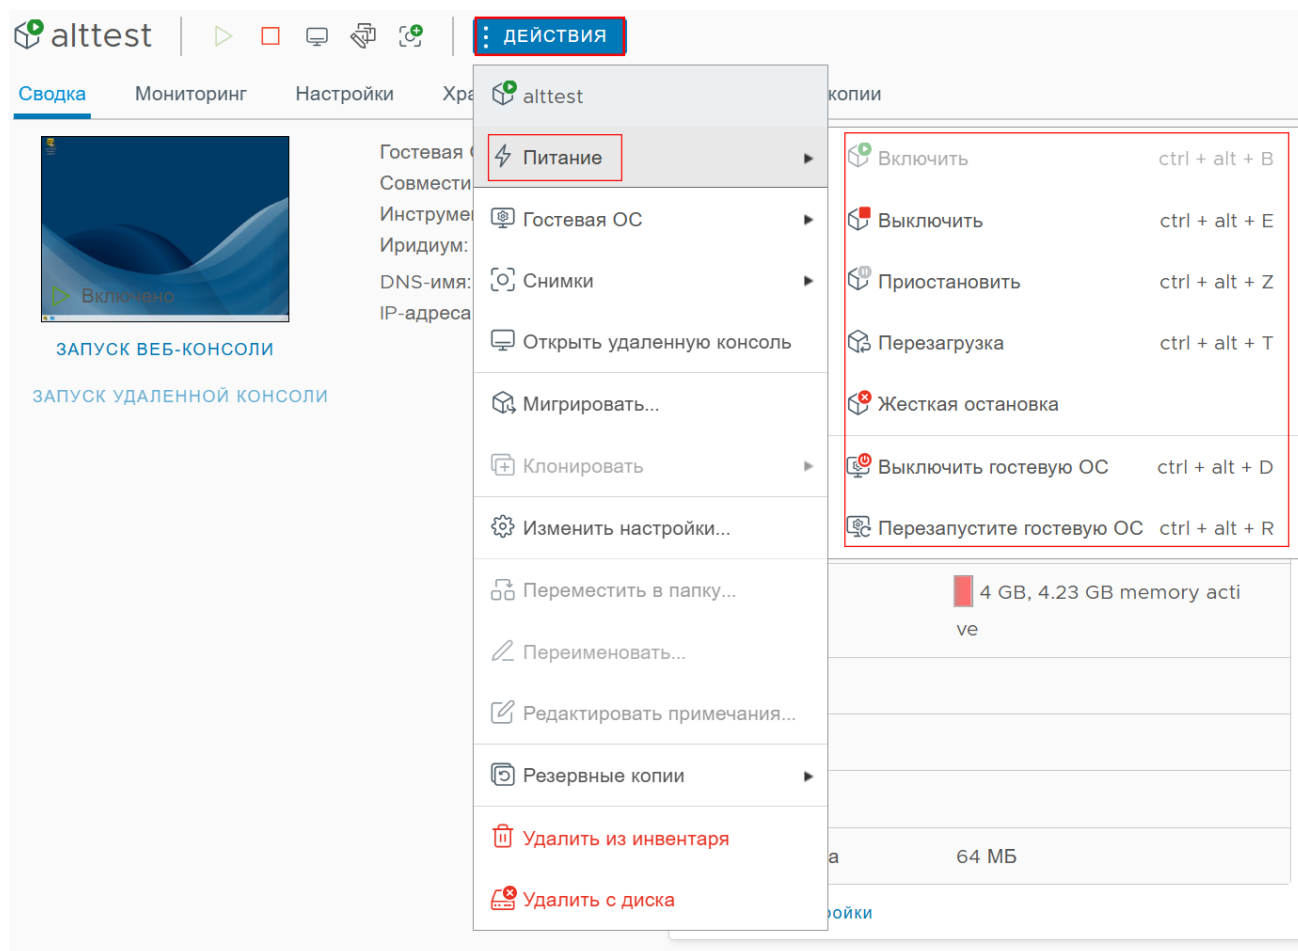 alttest
ДЕЙСТВИЯ
Сводка
Мониторинг
Настройки
Хра
копии
alttest
Питание
Гостевая ОС
Снимки
Открыть удаленную консоль
Мигрировать...
Клонировать
Изменить настройки...
Переместить в папку...
Переименовать...
Редактировать примечания...
Резервные копии
Удалить из инвентаря
Удалить с диска
Включить ctrl + alt + B
Выключить ctrl + alt + E
Приостановить ctrl + alt + Z
Перезагрузка ctrl + alt + T
Жесткая остановка
Выключить гостевую ОС ctrl + alt + D
Перезапустите гостевую ОС ctrl + alt + R
Включено
ЗАПУСК ВЕБ-КОНСОЛИ
ЗАПУСК УДАЛЕННОЙ КОНСОЛИ
Гостевая
Совмести
Инструме
Иридиум:
DNS-имя:
IP-адреса
4 GB, 4.23 GB memory acti
ve
а 64 МБ
ройки